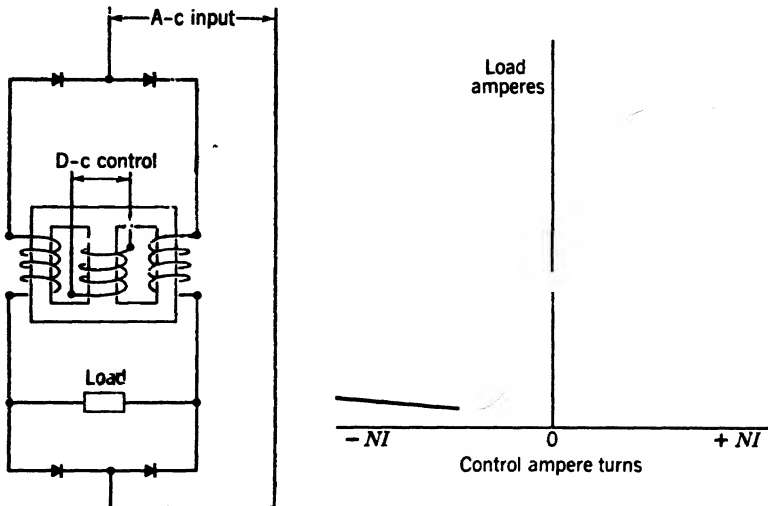 A-c input
D-c control
Load
Load
amperes
- NI
0
+ NI
Control ampere turns